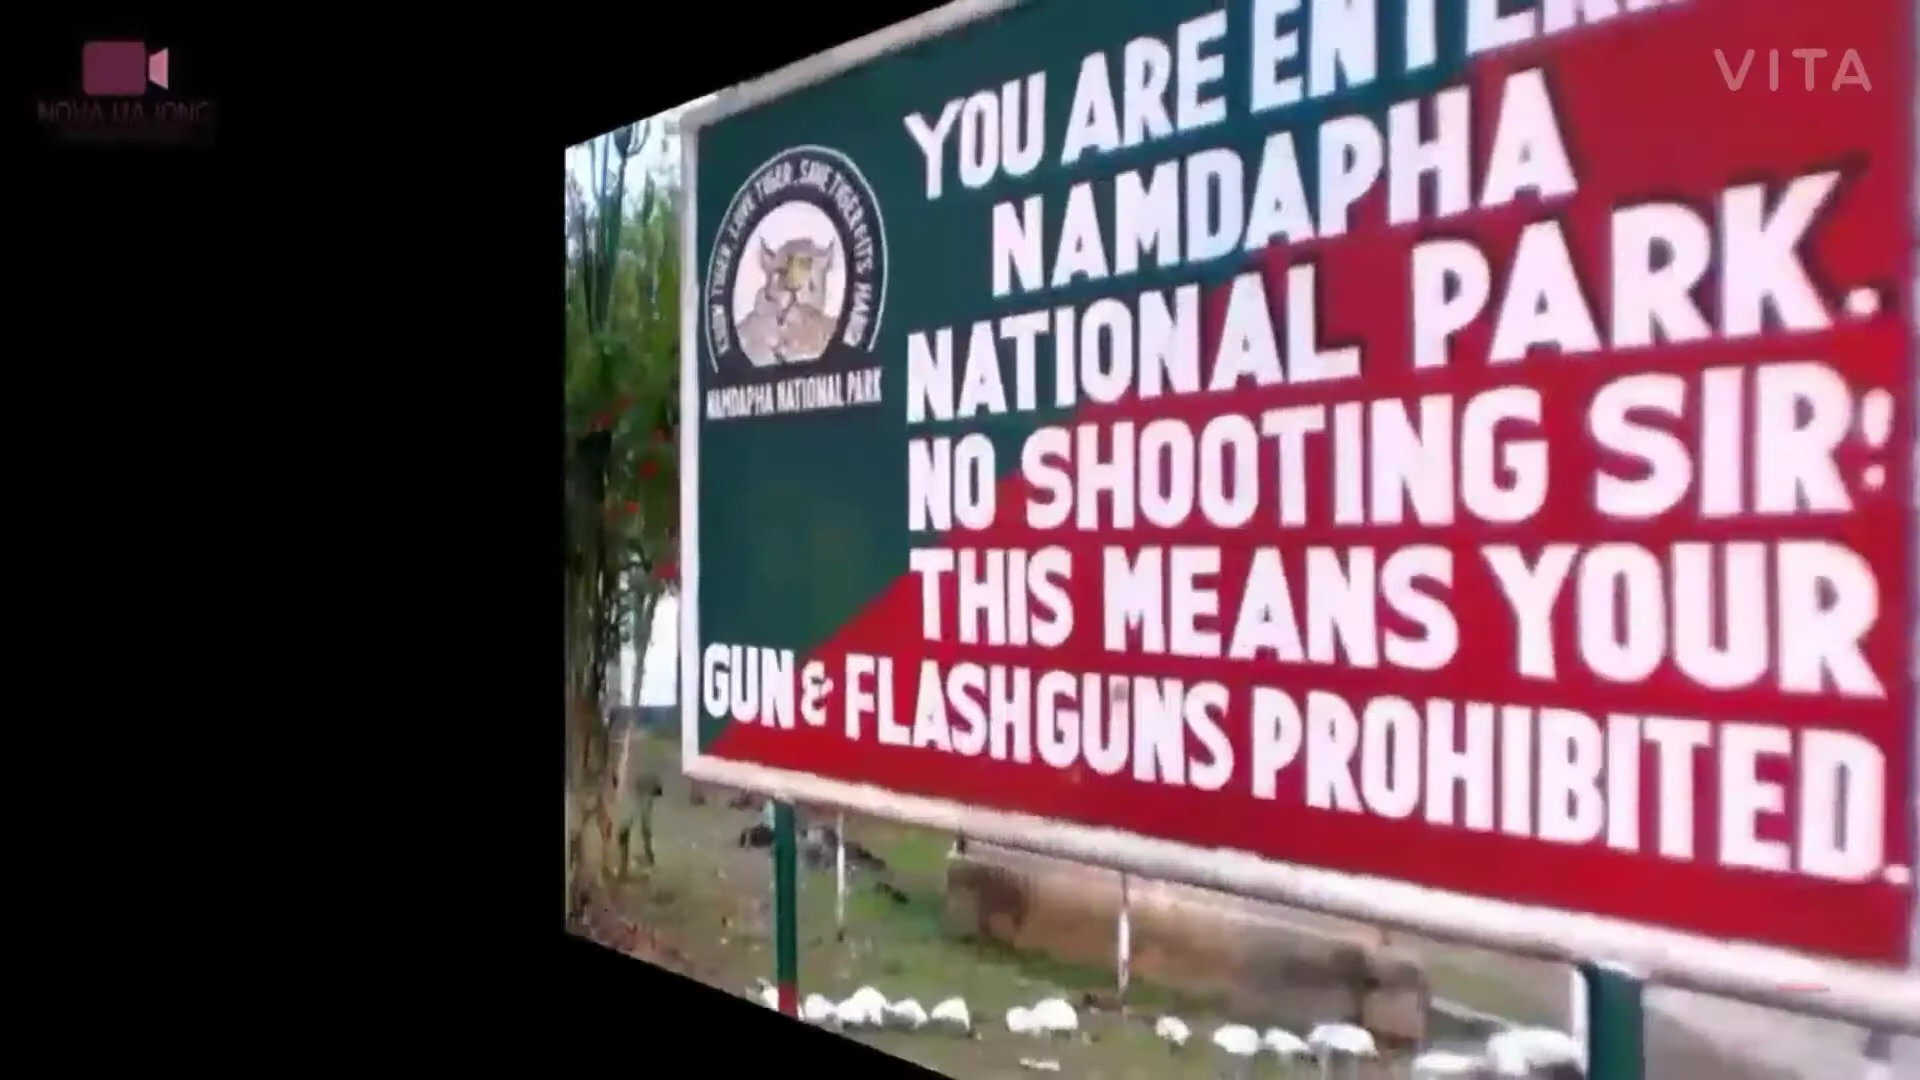 VITA
YOU ARE
NAMDAPHA
NATIONAL PARK.
NO SHOOTING SIR!
THIS MEANS YOUR
GUN & FLASHGUNS PROHIBITED.
NAMDAPHA NATIONAL PARK